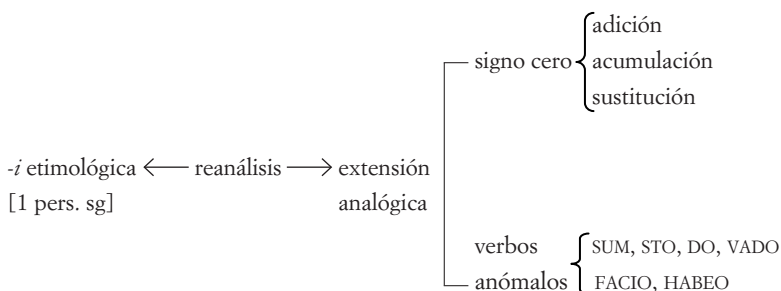 adición
signo cero
acumulación
sustitución
-i etimológica ← reanálisis → extensión
[1 pers. sg]
analógica
verbos
SUM, STO, DO, VADO
anómalos
FACIO, HABEO